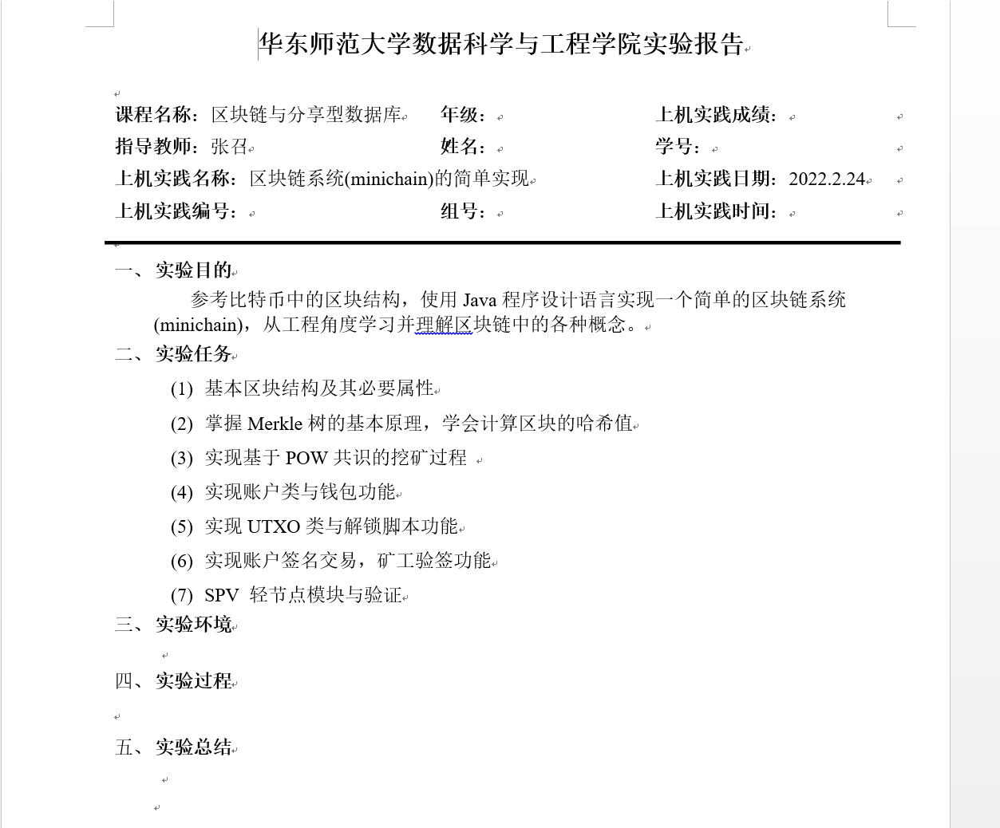 华东师范大学数据科学与工程学院实验报告
课程名称：区块链与分享型数据库 年级： 上机实践成绩：
指导教师：张召 姓名： 学号：
上机实践名称：区块链系统(minichain)的简单实现 上机实践日期：2022.2.24
上机实践编号： 组号： 上机实践时间：
一、实验目的
参考比特币中的区块结构，使用 Java 程序设计语言实现一个简单的区块链系统
(minichain)，从工程角度学习并理解区块链中的各种概念。
二、实验任务
(1) 基本区块结构及其必要属性
(2) 掌握 Merkle 树的基本原理，学会计算区块的哈希值
(3) 实现基于 POW 共识的挖矿过程
(4) 实现账户类与钱包功能
(5) 实现 UTXO 类与解锁脚本功能
(6) 实现账户签名交易，矿工验签功能
(7) SPV 轻节点模块与验证
三、实验环境
四、实验过程
五、实验总结